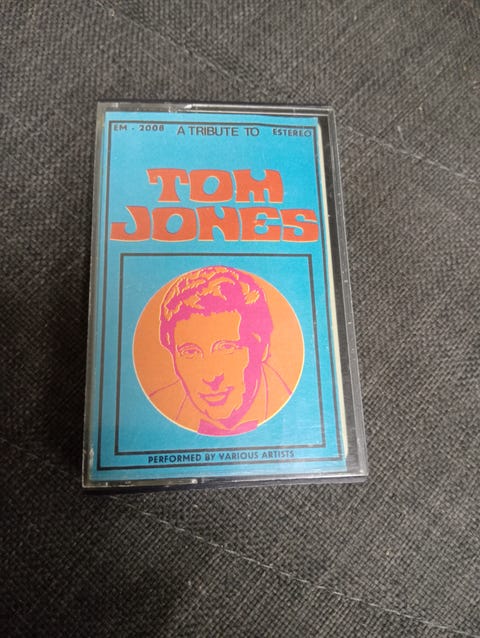 EM - 2008 A TRIBUTE TO ESTEREO
TOM
JONES
PERFORMED BY VARIOUS ARTISTS